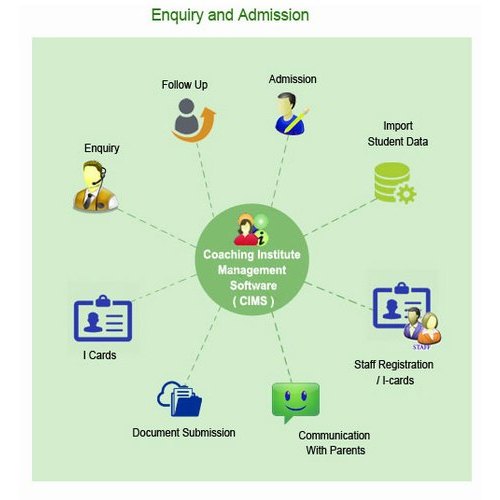 Enquiry and Admission
Follow Up
Admission
Import
Student Data
Enquiry
Coaching Institute
Management
Software
( CIMS )
I Cards
STAFF
Staff Registration
/ I-cards
Document Submission
Communication
With Parents